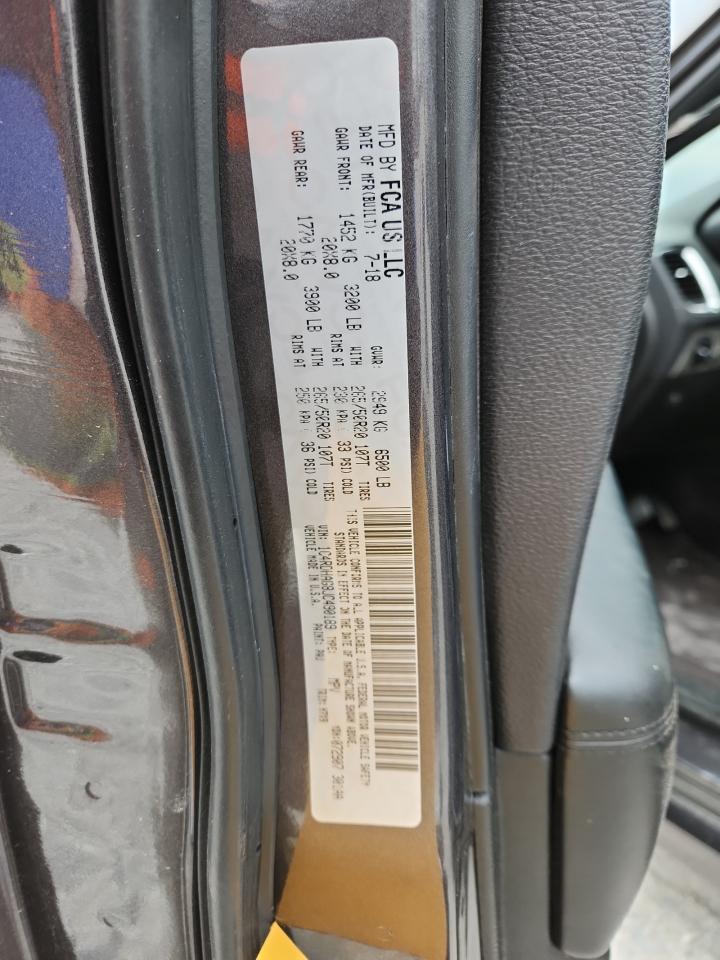 MFD BY FCA US LLC
DATE OF MFR(BUILT): 7-18 GVWR: 2949 KG 6500 LB
GAWR FRONT: 1452 KG 3200 LB WITH 265/50R20 107T TIRES
20X8.0 RIMS AT 230 KPA( 33 PSI) COLD
GAWR REAR: 1770 KG 3900 LB WITH 265/50R20 107T TIRES
20X8.0 RIMS AT 250 KPA( 36 PSI) COLD
THIS VEHICLE CONFIRMS TO ALL APPLICABLE U.S.A. FEDERAL MOTOR VEHICLE SAFETY
STANDARDS IN EFFECT ON THE DATE OF MANUFACTURE SHOWN ABOVE.
VIN: TYPE: MPV
VEHICLE MADE IN U.S.A. PAINT: PAU TRIM: